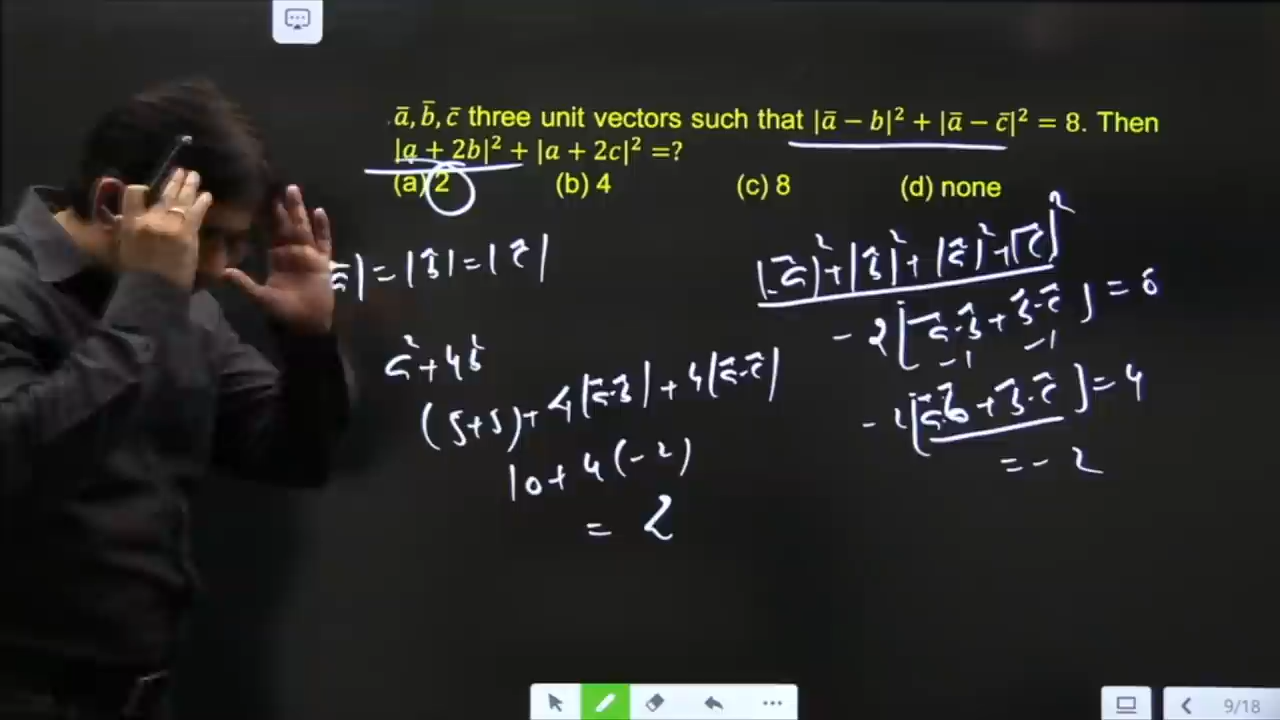 a̅, b̅, c̅ three unit vectors such that |a̅ − b|² + |a̅ − c̅|² = 8. Then
|a + 2b|² + |a + 2c|² =?
(a) 2 (b) 4 (c) 8 (d) none
a̅| = |b̅| = |c̅|
|a̅|² + |b̅|² + |a̅|² + |c̅|²
− 2[a̅·b̅ + b̅·c̅] = 8
−1 −1
a² + 4b²
(5+5) + 4|a̅·b̅| + 4|a̅·c̅|
− 2[a̅b̅ + b̅·c̅] = 4
10 + 4(−2)
= − 2
= 2
9/18